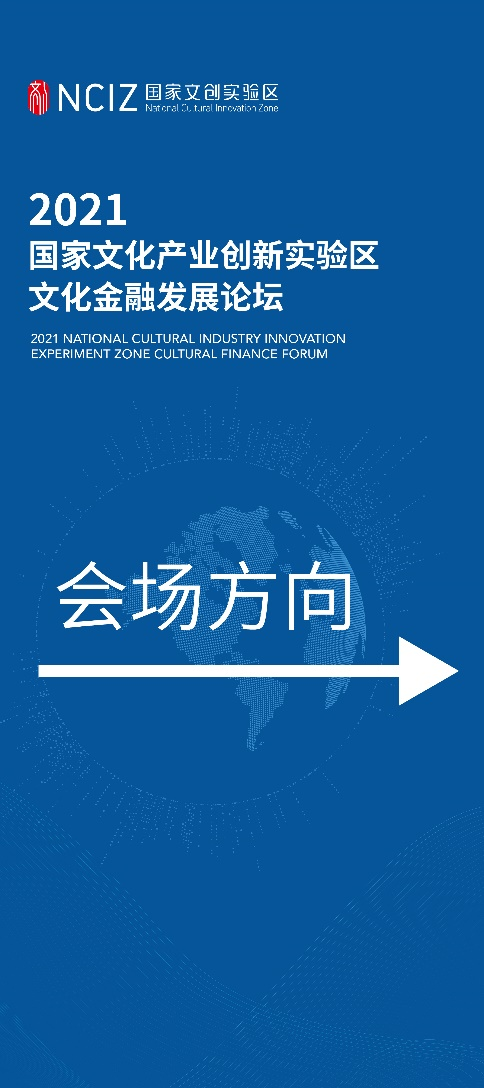 NCIZ 国家文创实验区
National Cultural Innovation Zone
2021
国家文化产业创新实验区
文化金融发展论坛
2021 NATIONAL CULTURAL INDUSTRY INNOVATION
EXPERIMENT ZONE CULTURAL FINANCE FORUM
会场方向